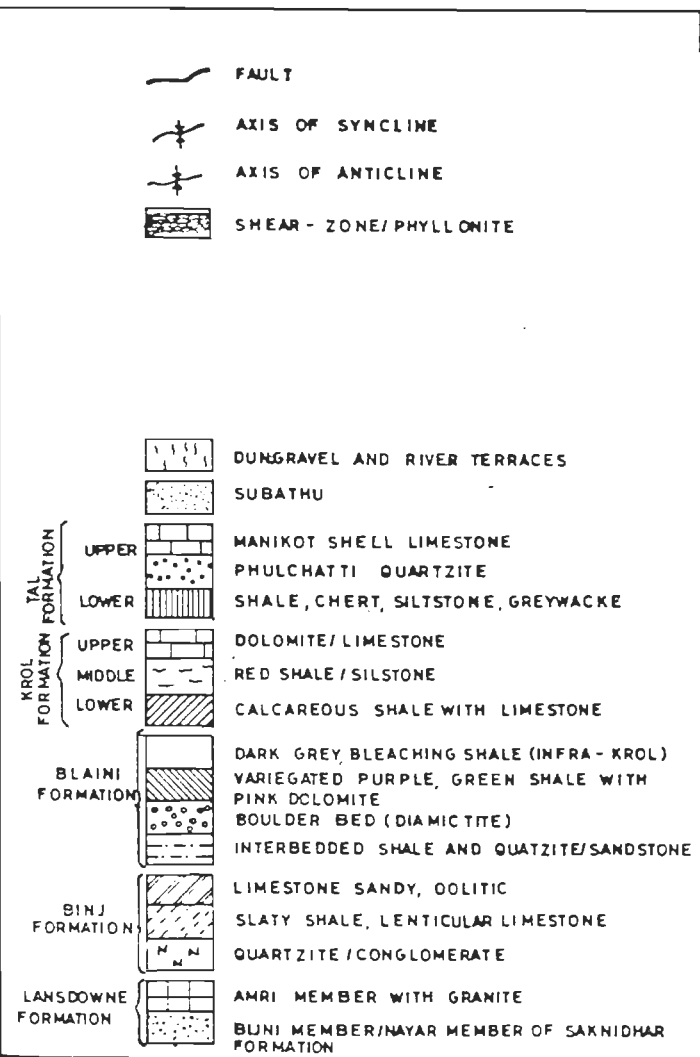 FAULT
AXIS OF SYNCLINE
AXIS OF ANTICLINE
SHEAR - ZONE/PHYLLONITE
DUNGRAVEL AND RIVER TERRACES
SUBATHU
TAL FORMATION
UPPER
MANIKOT SHELL LIMESTONE
PHULCHATTI QUARTZITE
LOWER
SHALE, CHERT, SILTSTONE, GREYWACKE
KROL FORMATION
UPPER
DOLOMITE/LIMESTONE
MIDDLE
RED SHALE/SILSTONE
LOWER
CALCAREOUS SHALE WITH LIMESTONE
BLAINI FORMATION
DARK GREY, BLEACHING SHALE (INFRA-KROL)
VARIEGATED PURPLE, GREEN SHALE WITH
PINK DOLOMITE
BOULDER BED (DIAMICTITE)
INTERBEDDED SHALE AND QUATZITE/SANDSTONE
BINJ FORMATION
LIMESTONE SANDY, OOLITIC
SLATY SHALE, LENTICULAR LIMESTONE
QUARTZITE/CONGLOMERATE
LANSDOWNE FORMATION
AMRI MEMBER WITH GRANITE
BIJNI MEMBER/NAYAR MEMBER OF SAKNIDHAR
FORMATION